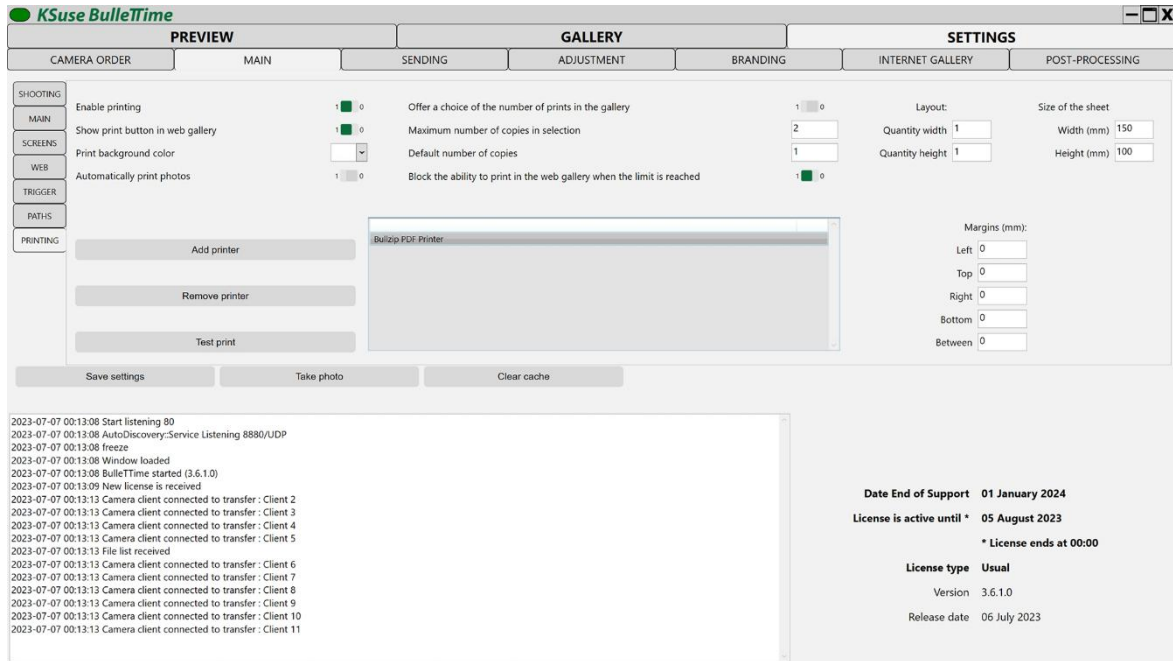 KSuse BulleTime
PREVIEW GALLERY SETTINGS
CAMERA ORDER MAIN SENDING ADJUSTMENT BRANDING INTERNET GALLERY POST-PROCESSING
SHOOTING
MAIN
SCREENS
WEB
TRIGGER
PATHS
PRINTING
Enable printing 1 0
Show print button in web gallery 1 0
Print background color
Automatically print photos 1 0
Offer a choice of the number of prints in the gallery 1 0
Maximum number of copies in selection 2
Default number of copies 1
Block the ability to print in the web gallery when the limit is reached 1 0
Layout:
Quantity width 1
Quantity height 1
Size of the sheet
Width (mm) 150
Height (mm) 100
Add printer
Remove printer
Test print
Bullzip PDF Printer
Margins (mm):
Left 0
Top 0
Right 0
Bottom 0
Between 0
Save settings Take photo Clear cache
2023-07-07 00:13:08 Start listening 80
2023-07-07 00:13:08 AutoDiscovery::Service Listening 8880/UDP
2023-07-07 00:13:08 freeze
2023-07-07 00:13:08 Window loaded
2023-07-07 00:13:08 BulleTTime started (3.6.1.0)
2023-07-07 00:13:09 New license is received
2023-07-07 00:13:13 Camera client connected to transfer : Client 2
2023-07-07 00:13:13 Camera client connected to transfer : Client 3
2023-07-07 00:13:13 Camera client connected to transfer : Client 4
2023-07-07 00:13:13 Camera client connected to transfer : Client 5
2023-07-07 00:13:13 File list received
2023-07-07 00:13:13 Camera client connected to transfer : Client 6
2023-07-07 00:13:13 Camera client connected to transfer : Client 7
2023-07-07 00:13:13 Camera client connected to transfer : Client 8
2023-07-07 00:13:13 Camera client connected to transfer : Client 9
2023-07-07 00:13:13 Camera client connected to transfer : Client 10
2023-07-07 00:13:13 Camera client connected to transfer : Client 11
Date End of Support 01 January 2024
License is active until * 05 August 2023
* License ends at 00:00
License type Usual
Version 3.6.1.0
Release date 06 July 2023